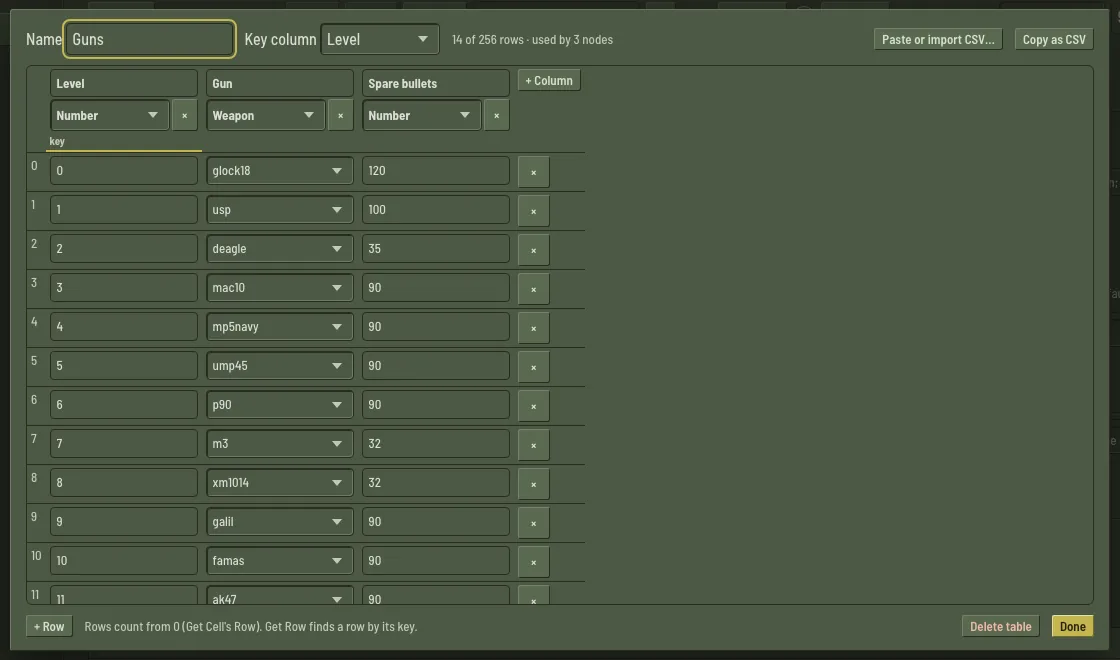 Name Guns Key column Level 14 of 256 rows · used by 3 nodes Paste or import CSV... Copy as CSV
Level Gun Spare bullets + Column
Number × Weapon × Number ×
key
0 0 glock18 120 ×
1 1 usp 100 ×
2 2 deagle 35 ×
3 3 mac10 90 ×
4 4 mp5navy 90 ×
5 5 ump45 90 ×
6 6 p90 90 ×
7 7 m3 32 ×
8 8 xm1014 32 ×
9 9 galil 90 ×
10 10 famas 90 ×
11 11 ak47 90 ×
+ Row Rows count from 0 (Get Cell's Row). Get Row finds a row by its key. Delete table Done